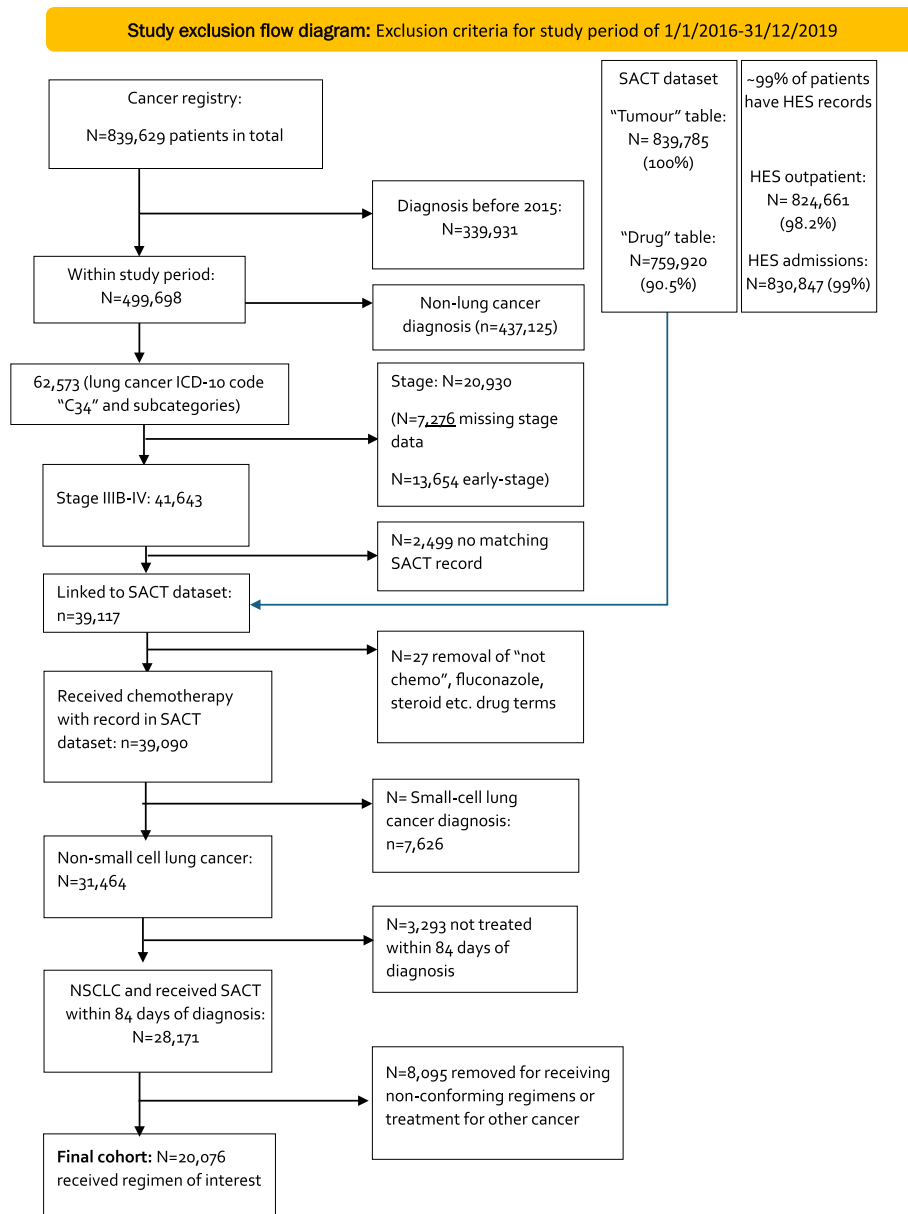 Study exclusion flow diagram: Exclusion criteria for study period of 1/1/2016-31/12/2019
Cancer registry:
N=839,629 patients in total
SACT dataset
"Tumour" table:
N= 839,785
(100%)
"Drug" table:
N=759,920
(90.5%)
~99% of patients
have HES records
HES outpatient:
N= 824,661
(98.2%)
HES admissions:
N=830,847 (99%)
Diagnosis before 2015:
N=339,931
Within study period:
N=499,698
Non-lung cancer
diagnosis (n=437,125)
62,573 (lung cancer ICD-10 code
"C34" and subcategories)
Stage: N=20,930
(N=7,276 missing stage
data
N=13,654 early-stage)
Stage IIIB-IV: 41,643
N=2,499 no matching
SACT record
Linked to SACT dataset:
n=39,117
N=27 removal of "not
chemo", fluconazole,
steroid etc. drug terms
Received chemotherapy
with record in SACT
dataset: n=39,090
N= Small-cell lung
cancer diagnosis:
n=7,626
Non-small cell lung cancer:
N=31,464
N=3,293 not treated
within 84 days of
diagnosis
NSCLC and received SACT
within 84 days of diagnosis:
N=28,171
N=8,095 removed for receiving
non-conforming regimens or
treatment for other cancer
Final cohort: N=20,076
received regimen of interest